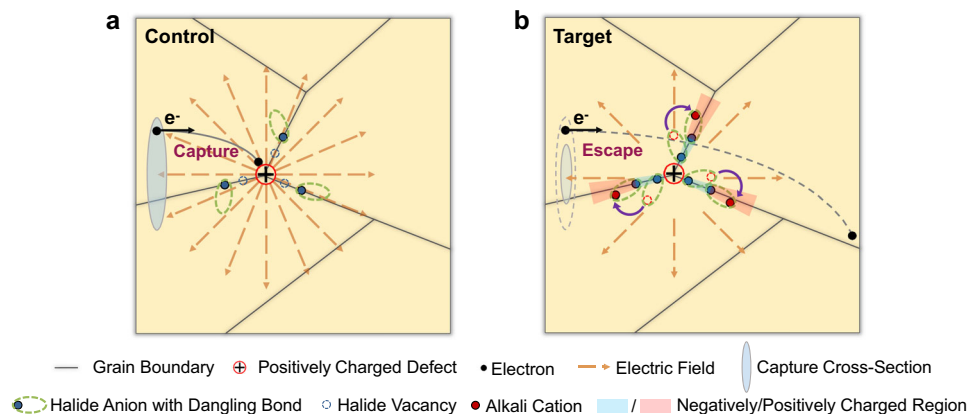 a
Control
e-
Capture
+
b
Target
e-
Escape
+
Grain Boundary
+ Positively Charged Defect
Electron
Electric Field
Capture Cross-Section
Halide Anion with Dangling Bond
Halide Vacancy
Alkali Cation
/
Negatively/Positively Charged Region